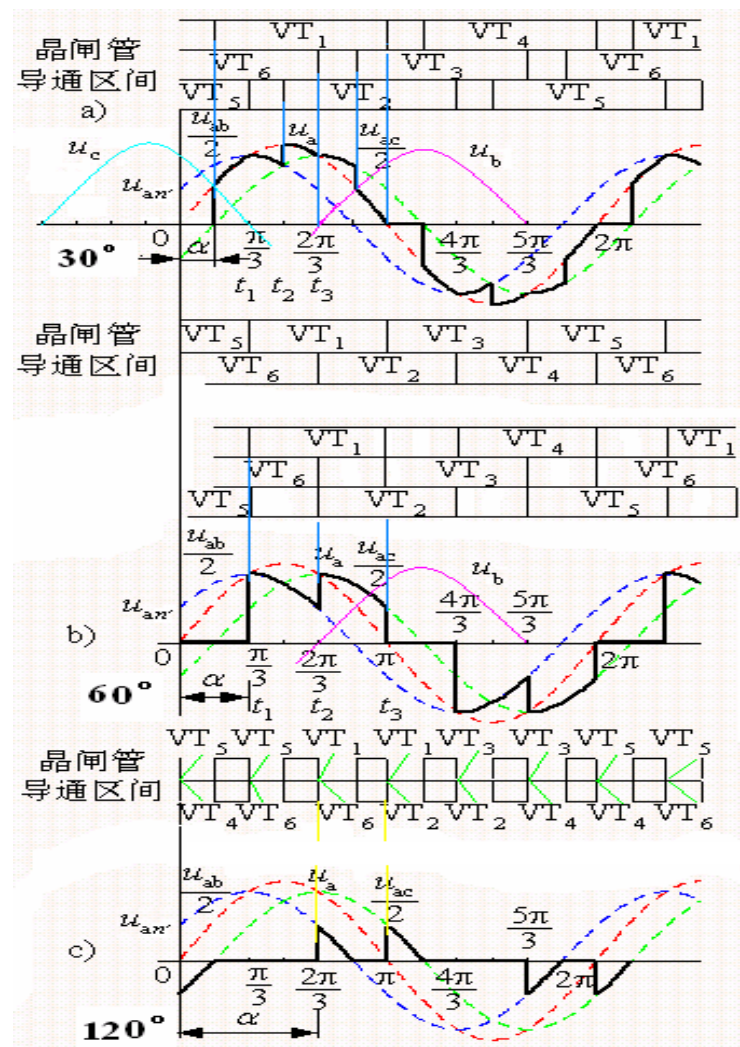 VT1 VT4 VT1
晶闸管
导通区间
VT6 VT3 VT6
VT5 VT2 VT5
a)
uab/2 ua uac/2
uc ub
uan'
0 π/3 2π/3 4π/3 5π/3 2π
30° α
t1 t2 t3
晶闸管
导通区间
VT5 VT1 VT3 VT5
VT6 VT2 VT4 VT6
VT1 VT4 VT1
VT6 VT3 VT6
VT5 VT2 VT5
uab/2 ua uac/2 ub
uan'
b)
0 π/3 2π/3 π 4π/3 5π/3 2π
60° α
t1 t2 t3
VT5 VT5 VT1 VT1 VT3 VT3 VT5 VT5
晶闸管
导通区间
VT4 VT6 VT6 VT2 VT2 VT4 VT4 VT6
uab/2 ua uac/2
uan'
c)
0 π/3 2π/3 π 4π/3 5π/3 2π
120° α